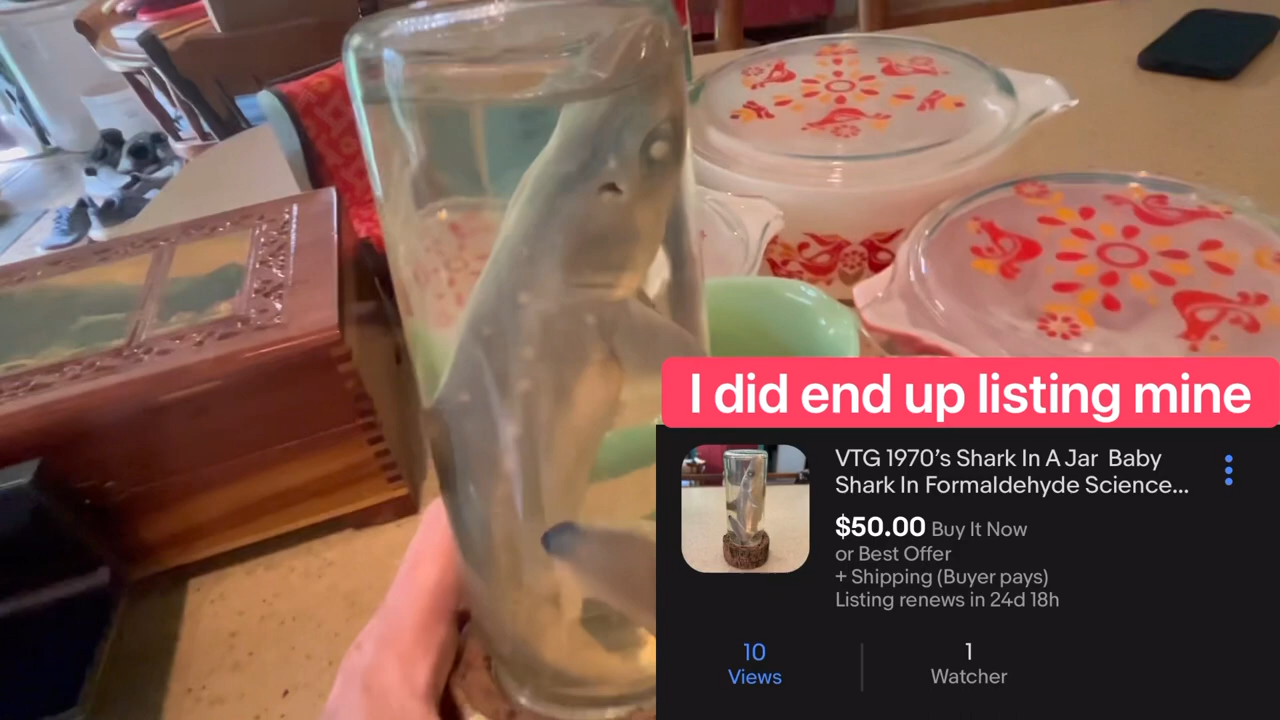 I did end up listing mine
VTG 1970’s Shark In A Jar Baby
Shark In Formaldehyde Science...
$50.00 Buy It Now
or Best Offer
+ Shipping (Buyer pays)
Listing renews in 24d 18h
10
Views
1
Watcher